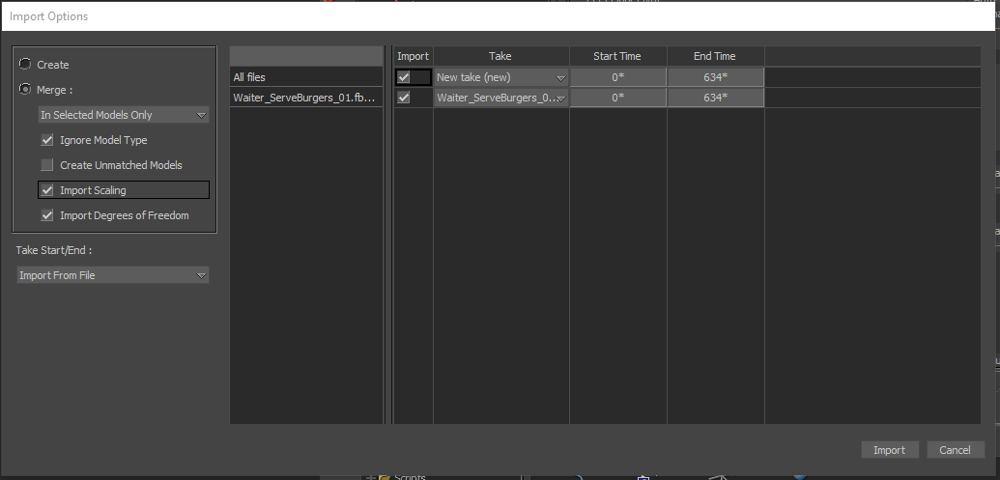 Import Options
Create
Merge :
In Selected Models Only
Ignore Model Type
Create Unmatched Models
Import Scaling
Import Degrees of Freedom
Take Start/End :
Import From File
Import Take Start Time End Time
All files New take (new) 0* 634*
Waiter_ServeBurgers_01.fb... Waiter_ServeBurgers_0... 0* 634*
Import Cancel
Scripts